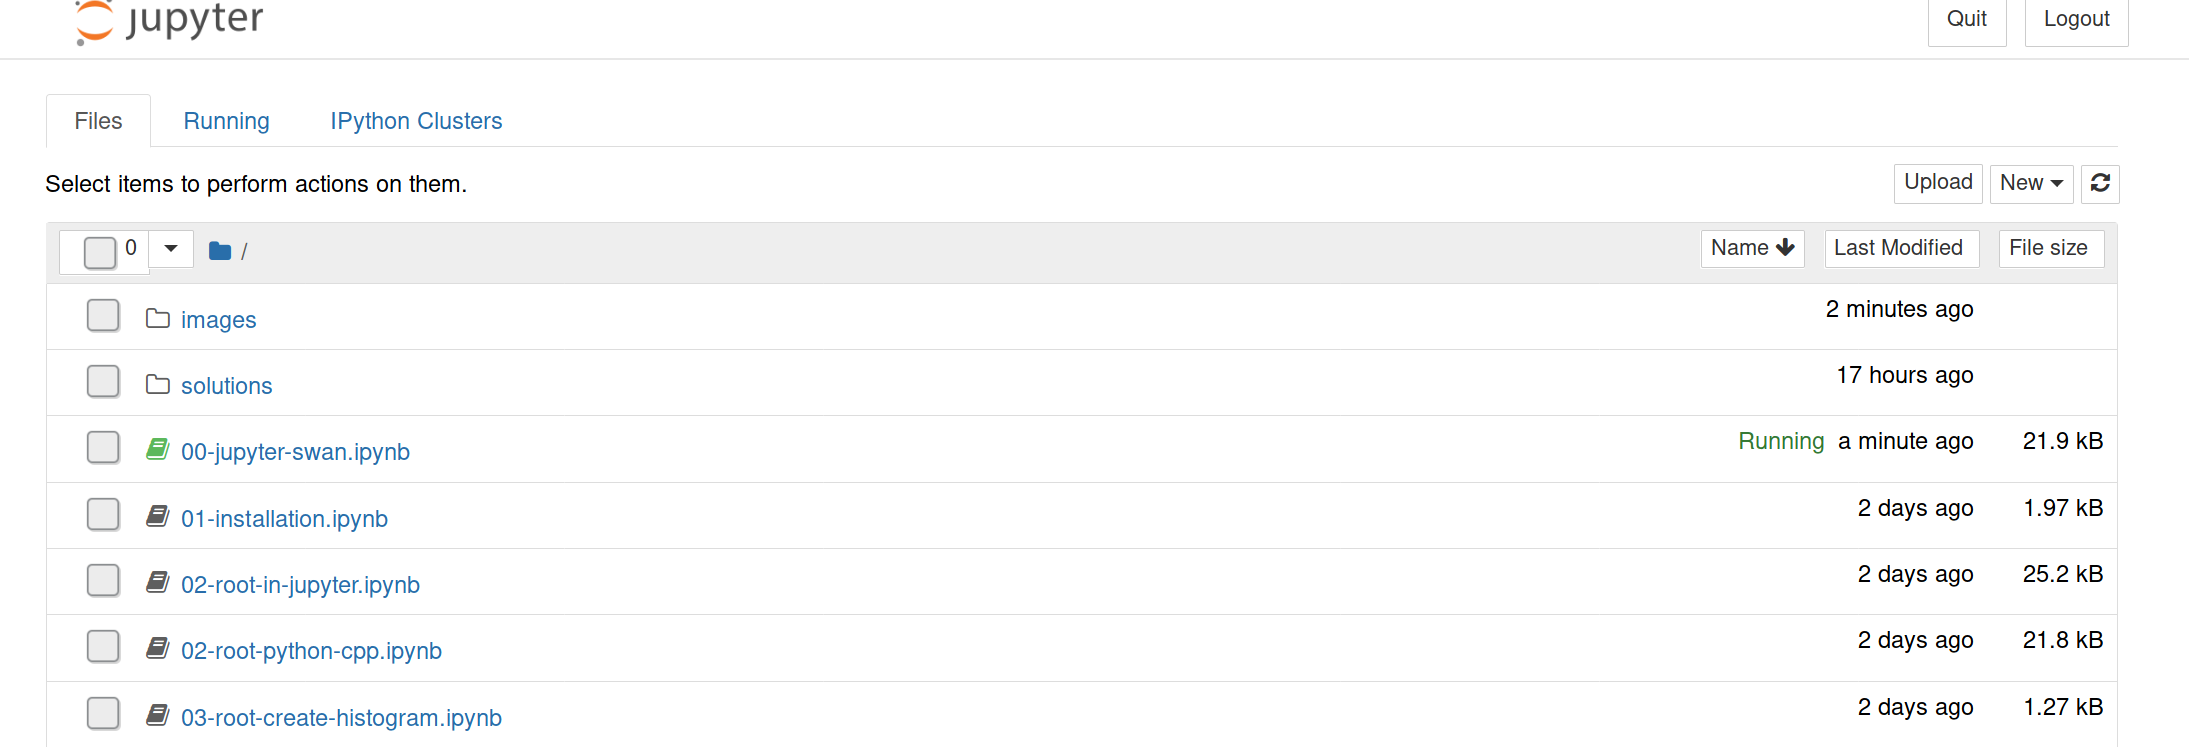 jupyter Quit Logout
Files Running IPython Clusters
Select items to perform actions on them. Upload New
0 / Name Last Modified File size
images 2 minutes ago
solutions 17 hours ago
00-jupyter-swan.ipynb Running a minute ago 21.9 kB
01-installation.ipynb 2 days ago 1.97 kB
02-root-in-jupyter.ipynb 2 days ago 25.2 kB
02-root-python-cpp.ipynb 2 days ago 21.8 kB
03-root-create-histogram.ipynb 2 days ago 1.27 kB